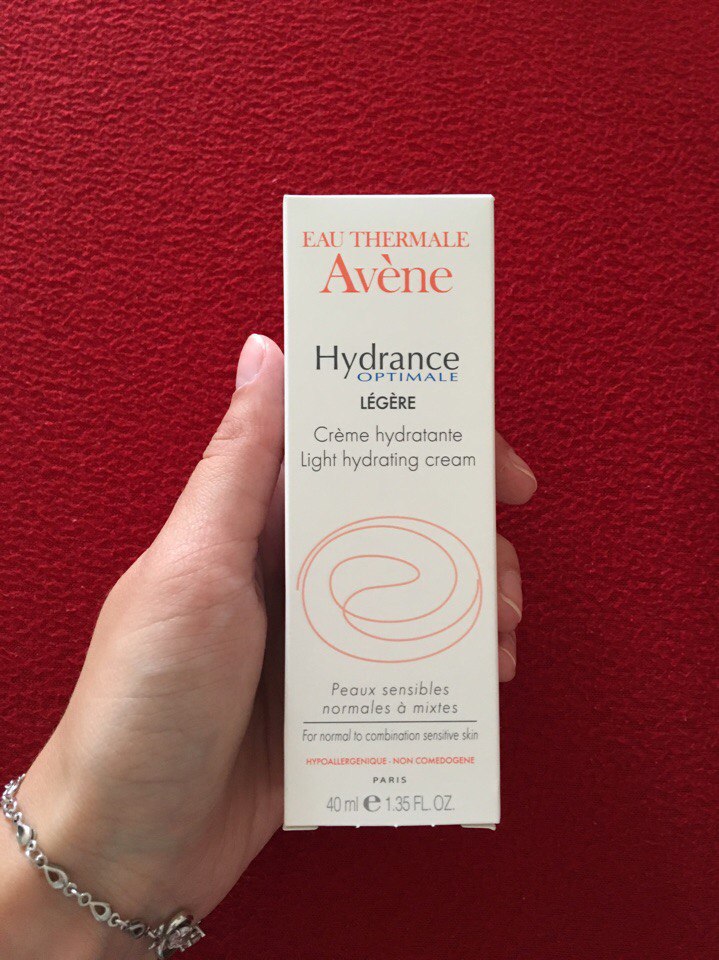 EAU THERMALE
Avène
Hydrance
OPTIMALE
LÉGÈRE
Crème hydratante
Light hydrating cream
Peaux sensibles
normales à mixtes
For normal to combination sensitive skin
HYPOALLERGENIQUE - NON COMEDOGENE
PARIS
40 ml e 1.35 FL. OZ.